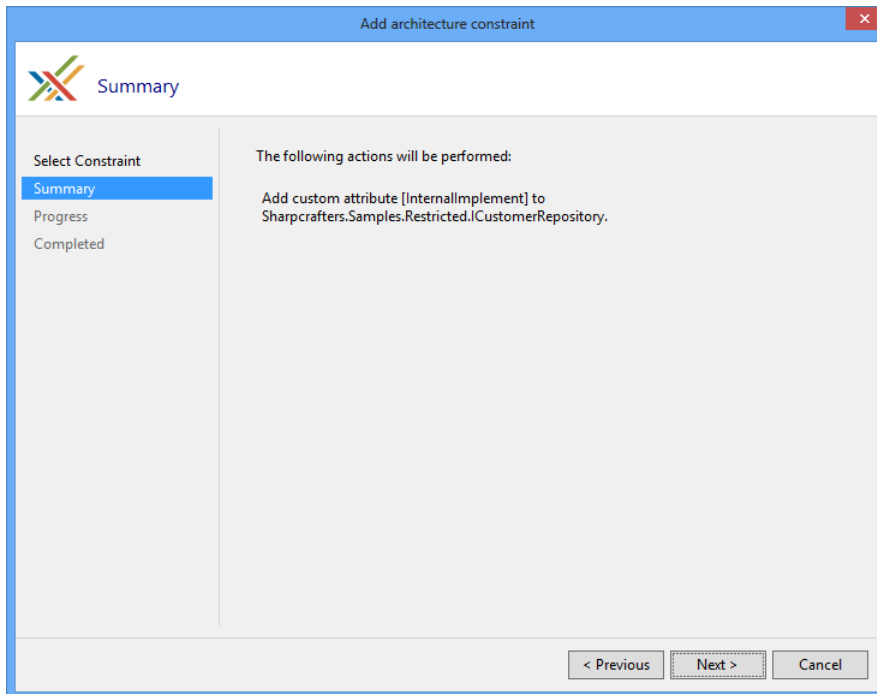 Add architecture constraint
Summary
Select Constraint
Summary
Progress
Completed
The following actions will be performed:
Add custom attribute [InternalImplement] to
Sharpcrafters.Samples.Restricted.ICustomerRepository.
< Previous
Next >
Cancel